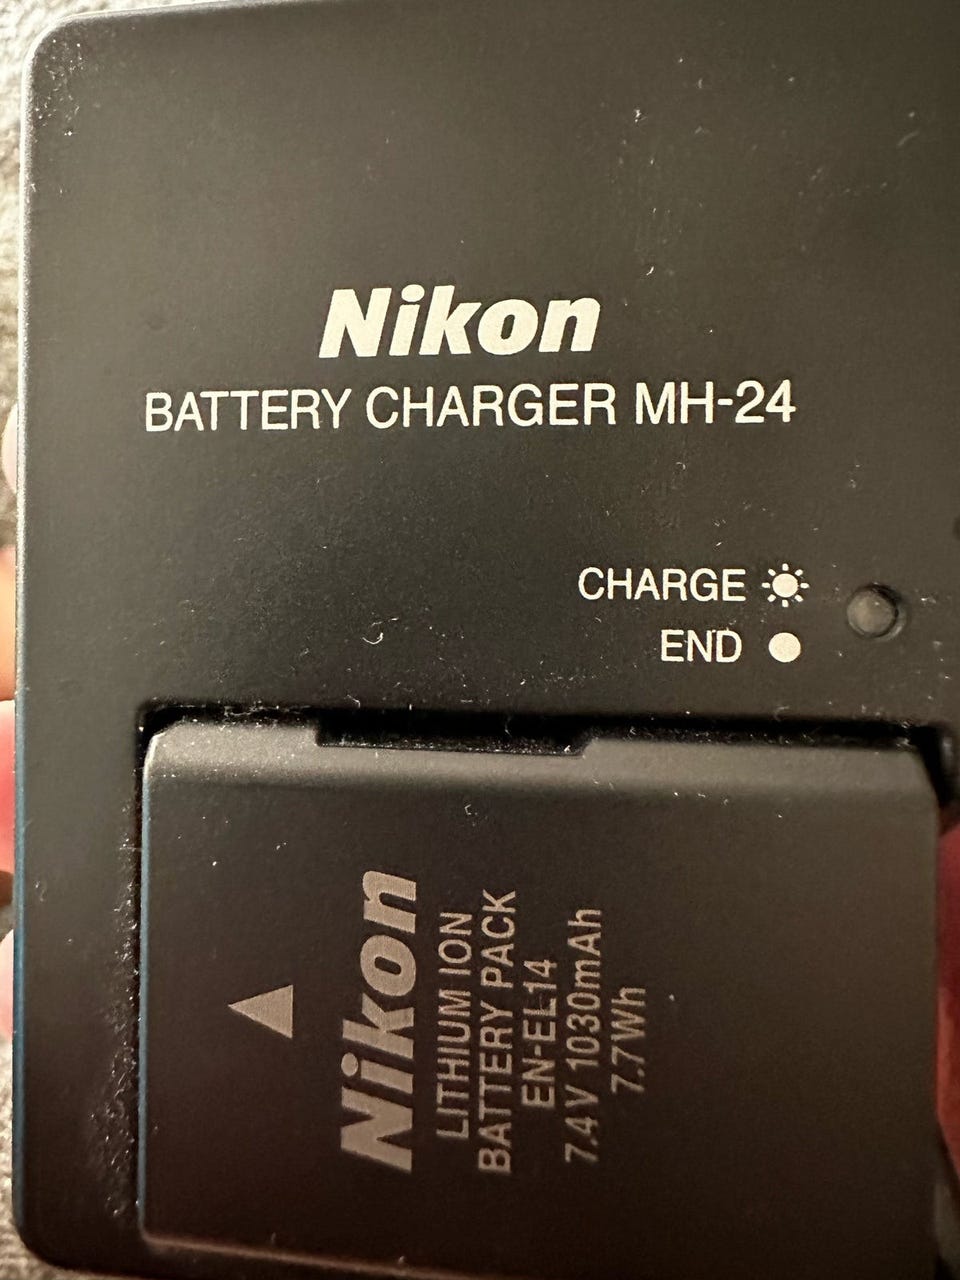 Nikon
BATTERY CHARGER MH-24
CHARGE
END
Nikon
LITHIUM ION
BATTERY PACK
EN-EL14
7.4V 1030mAh
7.7Wh